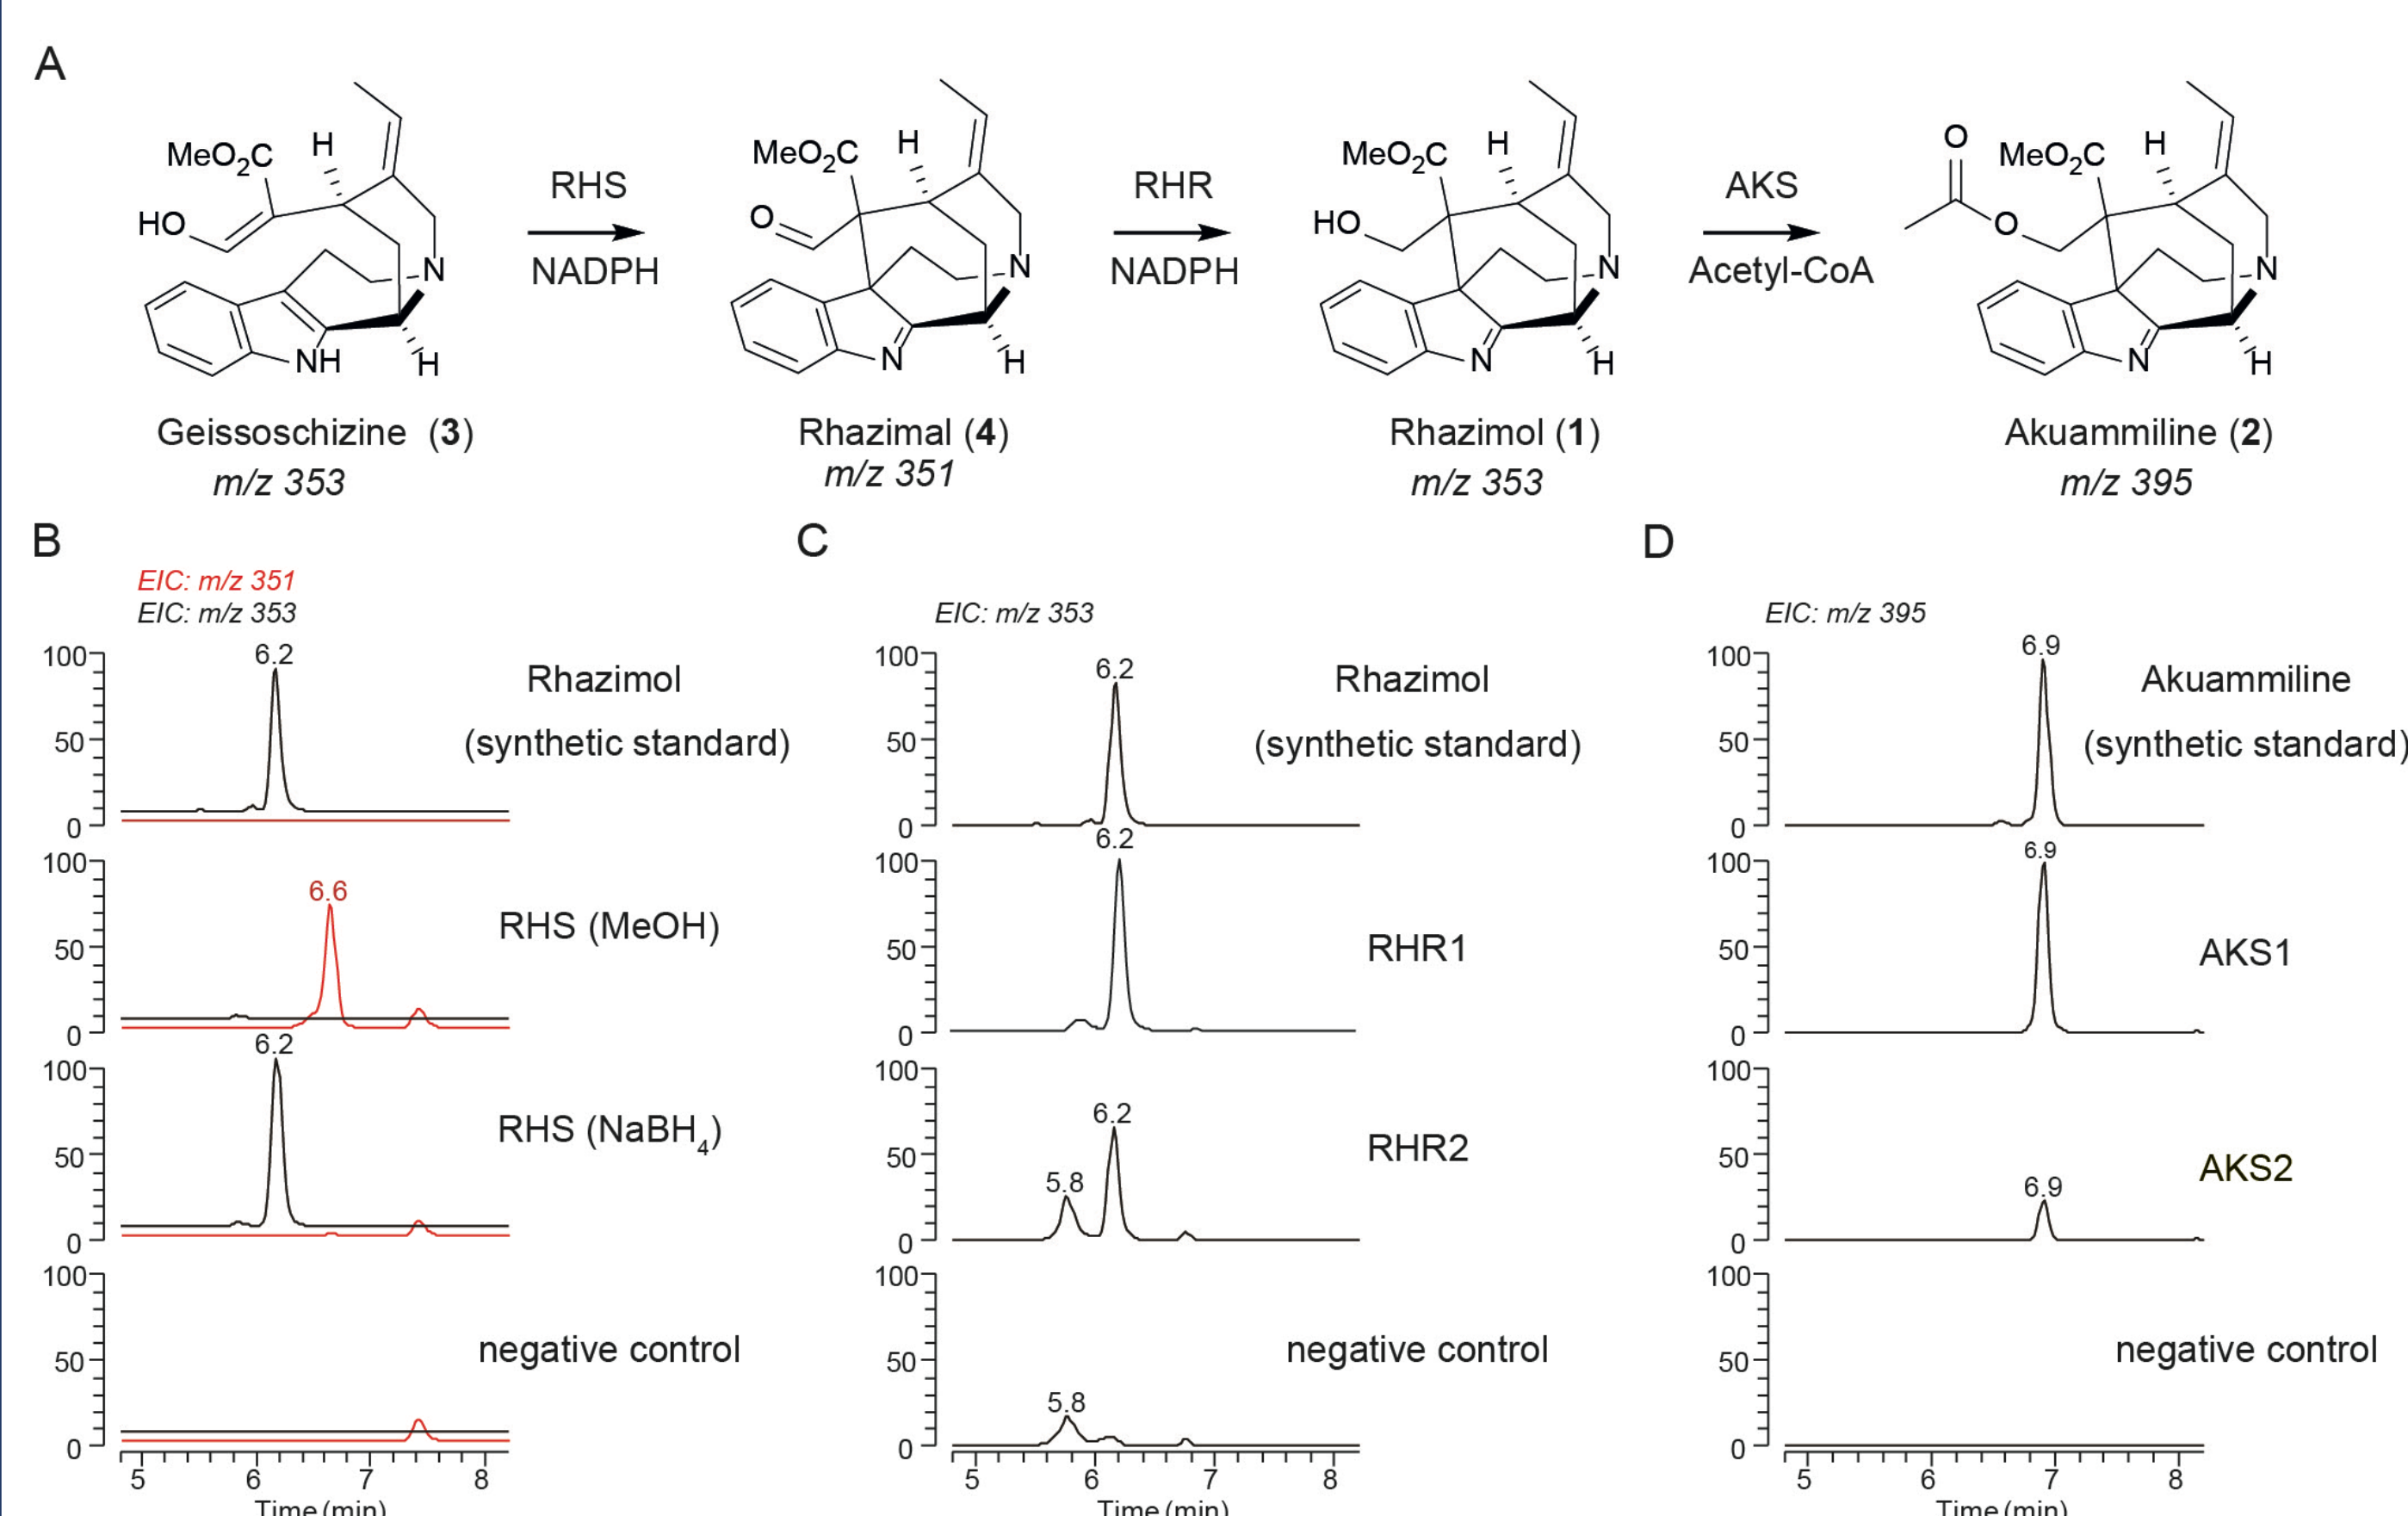 A
MeO2C
H
HO
N
NH
H
Geissoschizine (3)
m/z 353
RHS
NADPH
MeO2C
H
O
N
N
H
Rhazimal (4)
m/z 351
RHR
NADPH
MeO2C
H
HO
N
N
H
Rhazimol (1)
m/z 353
AKS
Acetyl-CoA
O
MeO2C
H
O
N
N
H
Akuammiline (2)
m/z 395
B
EIC: m/z 351
EIC: m/z 353
100
50
0
6.2
Rhazimol
(synthetic standard)
100
50
0
6.6
RHS (MeOH)
100
50
0
6.2
RHS (NaBH4)
100
50
0
negative control
5 6 7 8
Time (min)
C
EIC: m/z 353
100
50
0
6.2
Rhazimol
(synthetic standard)
100
50
0
6.2
RHR1
100
50
0
5.8
6.2
RHR2
100
50
0
5.8
negative control
5 6 7 8
Time (min)
D
EIC: m/z 395
100
50
0
6.9
Akuammiline
(synthetic standard)
100
50
0
6.9
AKS1
100
50
0
6.9
AKS2
100
50
0
negative control
5 6 7 8
Time (min)